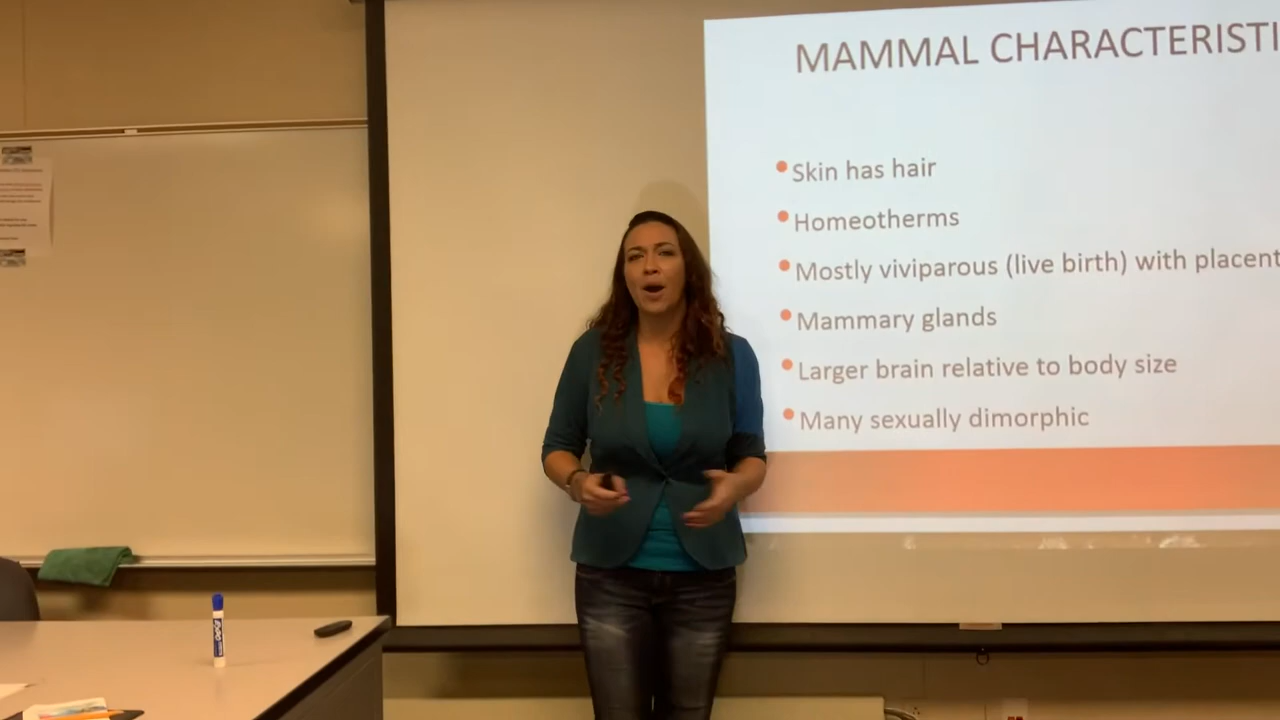 MAMMAL CHARACTERISTI
Skin has hair
Homeotherms
Mostly viviparous (live birth) with placent
Mammary glands
Larger brain relative to body size
Many sexually dimorphic
EXPO